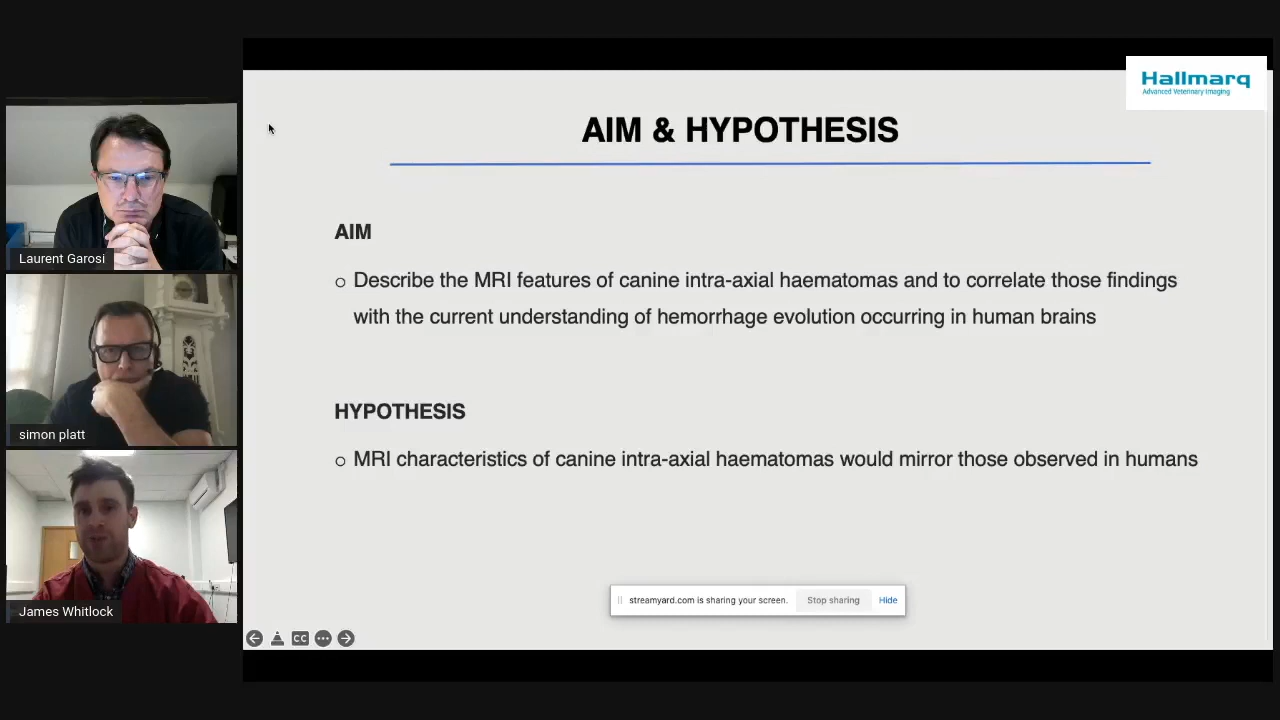 Hallmarq
Advanced Veterinary Imaging
AIM & HYPOTHESIS
AIM
Describe the MRI features of canine intra-axial haematomas and to correlate those findings
with the current understanding of hemorrhage evolution occurring in human brains
HYPOTHESIS
MRI characteristics of canine intra-axial haematomas would mirror those observed in humans
streamyard.com is sharing your screen. Stop sharing Hide
CC
Laurent Garosi
simon platt
James Whitlock